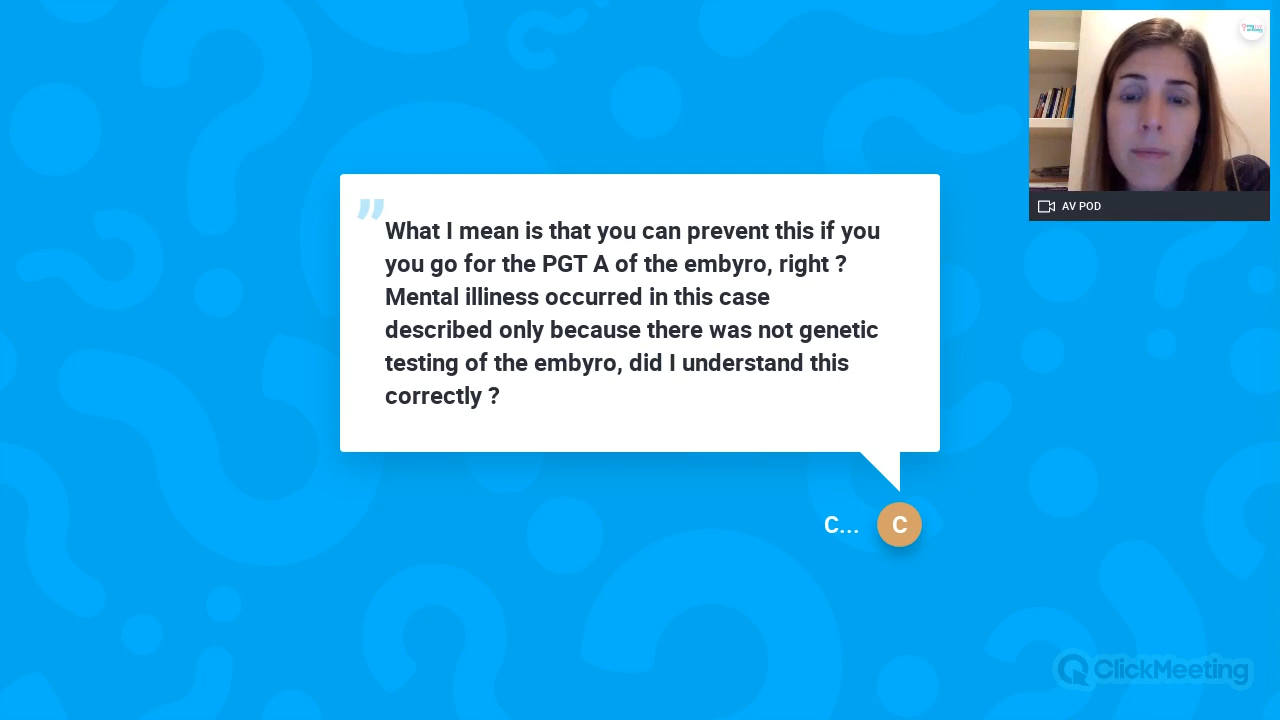 What I mean is that you can prevent this if you
you go for the PGT A of the embyro, right ?
Mental illiness occurred in this case
described only because there was not genetic
testing of the embyro, did I understand this
correctly ?
C... C
AV POD
ClickMeeting